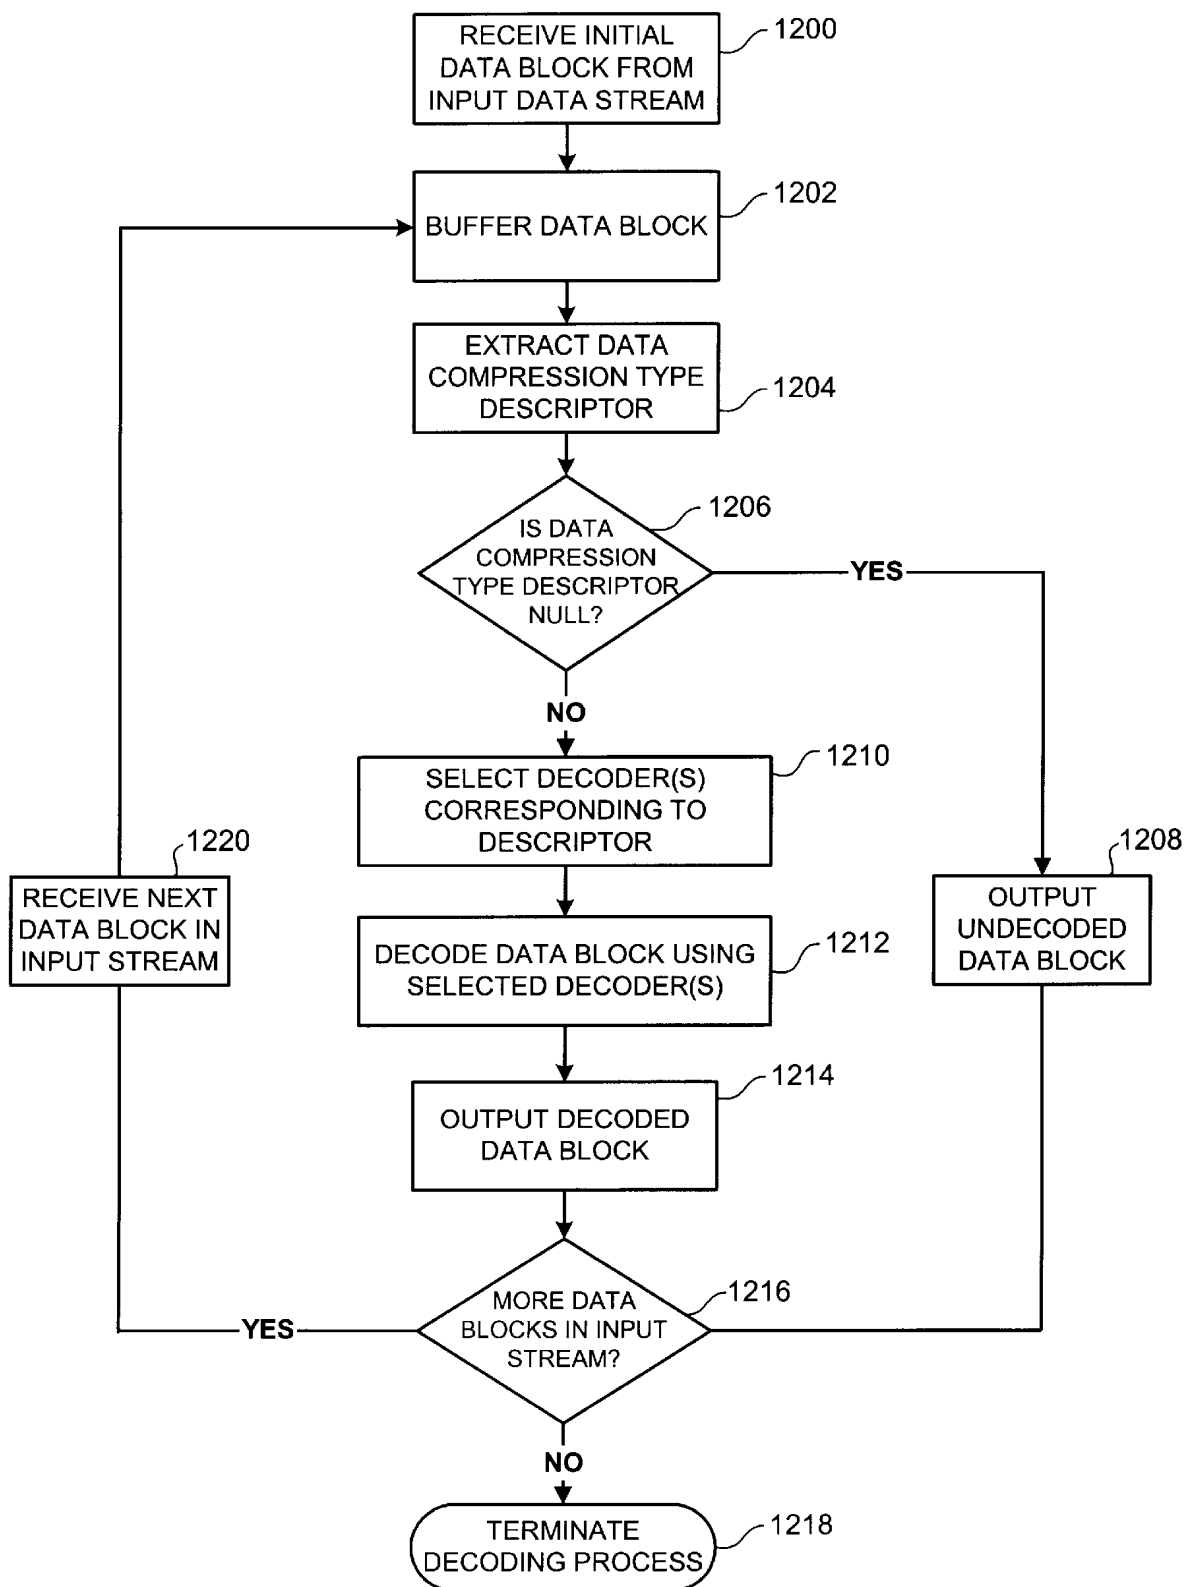 RECEIVE INITIAL
DATA BLOCK FROM
INPUT DATA STREAM
1200
BUFFER DATA BLOCK
1202
EXTRACT DATA
COMPRESSION TYPE
DESCRIPTOR
1204
IS DATA
COMPRESSION
TYPE DESCRIPTOR
NULL?
1206
YES
NO
SELECT DECODER(S)
CORRESPONDING TO
DESCRIPTOR
1210
1220
RECEIVE NEXT
DATA BLOCK IN
INPUT STREAM
1208
OUTPUT
UNDECODED
DATA BLOCK
DECODE DATA BLOCK USING
SELECTED DECODER(S)
1212
OUTPUT DECODED
DATA BLOCK
1214
MORE DATA
BLOCKS IN INPUT
STREAM?
1216
YES
NO
TERMINATE
DECODING PROCESS
1218